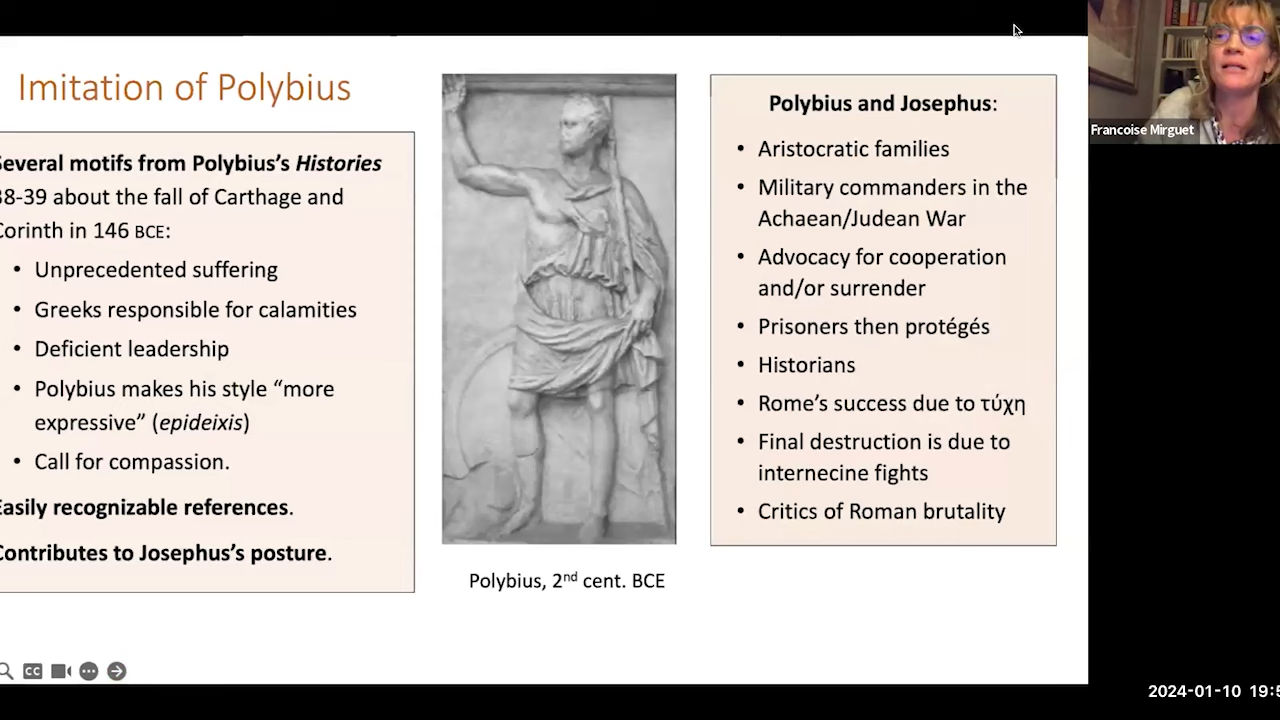 Imitation of Polybius
Several motifs from Polybius's Histories
38-39 about the fall of Carthage and
Corinth in 146 BCE:
• Unprecedented suffering
• Greeks responsible for calamities
• Deficient leadership
• Polybius makes his style “more
expressive” (epideixis)
• Call for compassion.
Easily recognizable references.
Contributes to Josephus's posture.
Polybius, 2nd cent. BCE
Polybius and Josephus:
• Aristocratic families
• Military commanders in the
Achaean/Judean War
• Advocacy for cooperation
and/or surrender
• Prisoners then protégés
• Historians
• Rome's success due to τύχη
• Final destruction is due to
internecine fights
• Critics of Roman brutality
Francoise Mirguet
CC
2024-01-10 19:5